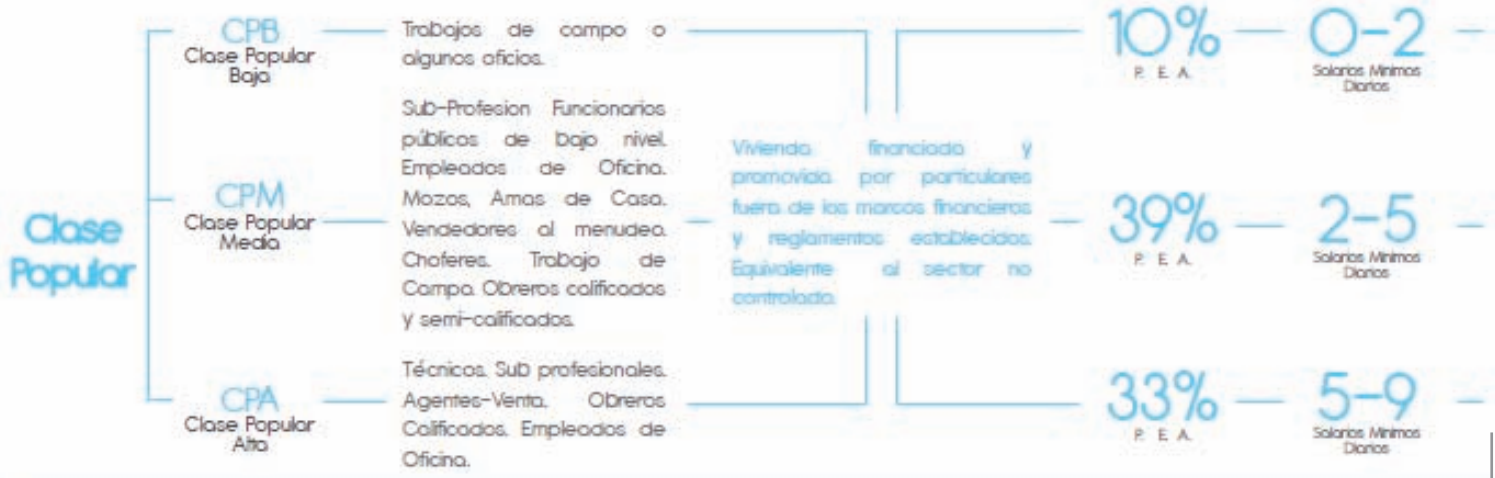 Clase
Popular
CPB
Clase Popular
Baja
Trabajos de campo o
algunos oficios.
CPM
Clase Popular
Media
Sub-Profesion Funcionarios
públicos de bajo nivel.
Empleados de Oficina.
Mozos, Amas de Casa.
Vendedores al menudeo.
Choferes. Trabajo de
Campo. Obreros calificados
y semi-calificados.
CPA
Clase Popular
Alta
Técnicos. Sub profesionales.
Agentes-Venta. Obreros
Calificados. Empleados de
Oficina.
Vivienda financiada y
promovida por particulares
fuera de los marcos financieros
y reglamentos establecidos.
Equivalente al sector no
controlado.
10%
P. E. A.
0-2
Salarios Minimos
Diarios
39%
P. E. A.
2-5
Salarios Minimos
Diarios
33%
P. E. A.
5-9
Salarios Minimos
Diarios